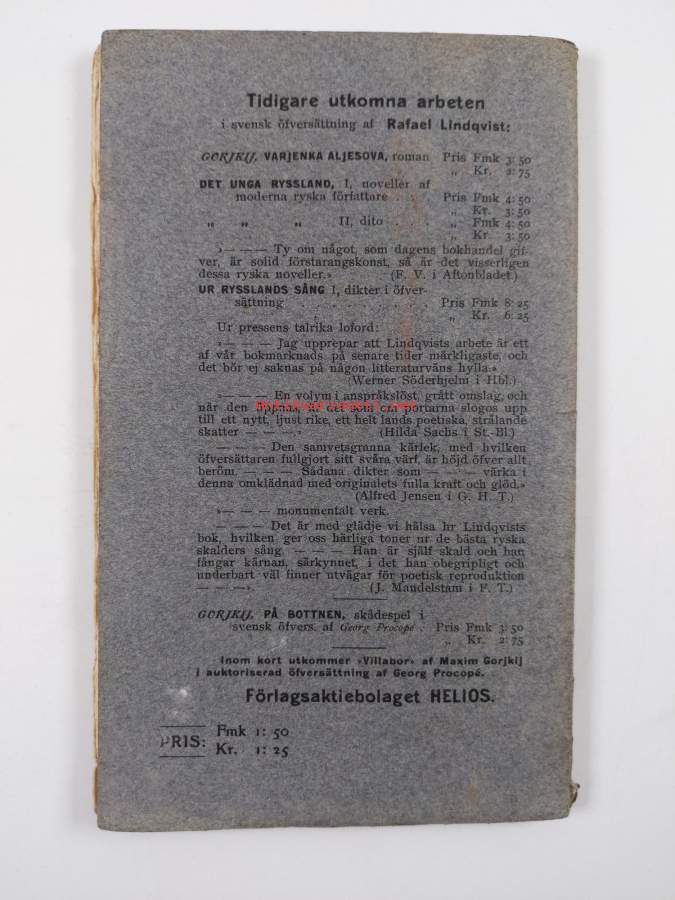 Tidigare utkomna arbeten
i svensk öfversättning af Rafael Lindqvist:
GORJKIJ, VARJENKA ALJESOVA, roman Pris Fmk 3: 50
„ Kr. 2: 75
DET UNGA RYSSLAND, I, noveller af
moderna ryska författare . . Pris Fmk 4: 50
„ Kr. 3: 50
„ „ „ II, dito . . . „ Fmk 4: 50
„ Kr. 3: 50
»— — — Ty om något, som dagens bokhandel gif-
ver, är solid förstarangskonst, så är det visserligen
dessa ryska noveller.» (F. V. i Aftonbladet.)
UR RYSSLANDS SÅNG I, dikter i öfver-
sättning . . . . . . . Pris Fmk 8: 25
„ Kr. 6: 25
Ur pressens talrika loford:
»— — — Jag upprepar att Lindqvists arbete är ett
af vår bokmarknads på senare tider märkligaste, och
det bör ej saknas på någon litteraturväns hylla.»
(Werner Söderhjelm i Hbl.)
»— — — En volym i anspråkslöst, grått omslag, och
när den öppnas, är det som om portarna slogos upp
till ett nytt, ljust rike, ett helt lands poetiska, strålande
skatter — — —» (Hilda Sachs i St.-Bl.)
— — — Den samvetsgranna kärlek, med hvilken
öfversättaren fullgjort sitt svåra värf, är höjd öfver allt
beröm. — — — Sådana dikter som — — — värka i
denna omklädnad med originalets fulla kraft och glöd.»
(Alfred Jensen i G. H. T.)
»— — — monumentalt verk.
— — — Det är med glädje vi hälsa hr Lindqvists
bok, hvilken ger oss härliga toner ur de bästa ryska
skalders sång. — — — Han är själf skald och han
fångar kärnan, särkynnet, i det han obegripligt och
underbart väl finner utvägar för poetisk reproduktion
— — —». (J. Mandelstam i F. T.)
GORJKIJ, PÅ BOTTNEN, skådespel i
svensk öfvers. af Georg Procopé . Pris Fmk 3: 50
„ Kr. 2: 75
Inom kort utkommer »Villabor» af Maxim Gorjkij
i auktoriserad öfversättning af Georg Procopé.
Förlagsaktiebolaget HELIOS.
PRIS: Fmk 1: 50
Kr. 1: 25